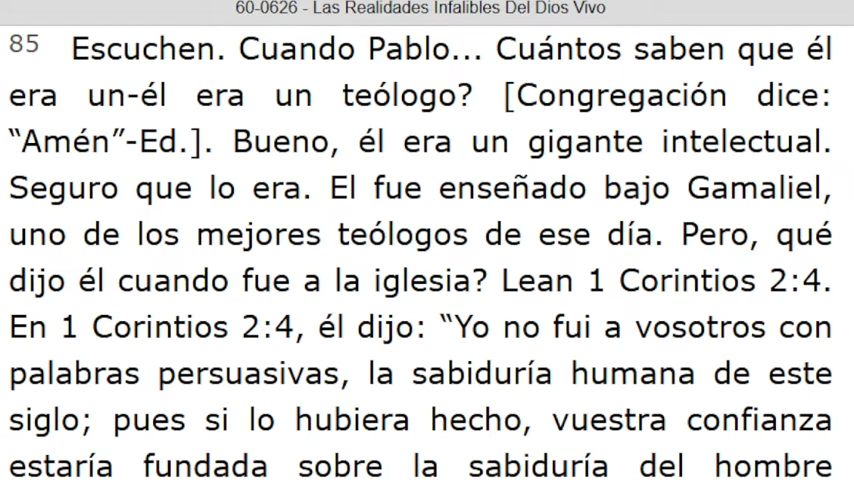 60-0626 - Las Realidades Infalibles Del Dios Vivo
85 Escuchen. Cuando Pablo... Cuántos saben que él
era un-él era un teólogo? [Congregación dice:
“Amén”-Ed.]. Bueno, él era un gigante intelectual.
Seguro que lo era. El fue enseñado bajo Gamaliel,
uno de los mejores teólogos de ese día. Pero, qué
dijo él cuando fue a la iglesia? Lean 1 Corintios 2:4.
En 1 Corintios 2:4, él dijo: “Yo no fui a vosotros con
palabras persuasivas, la sabiduría humana de este
siglo; pues si lo hubiera hecho, vuestra confianza
estaría fundada sobre la sabiduría del hombre